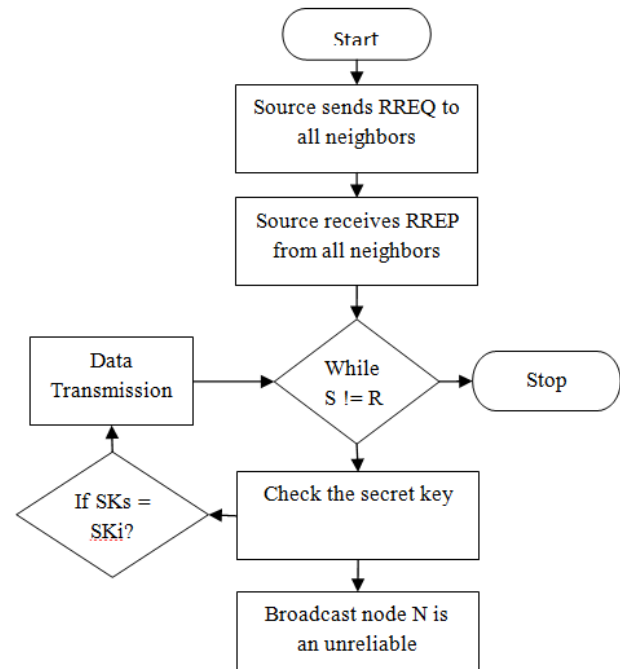 Start
Source sends RREQ to
all neighbors
Source receives RREP
from all neighbors
Data
Transmission
While
S != R
Stop
If SKs =
SKi?
Check the secret key
Broadcast node N is
an unreliable